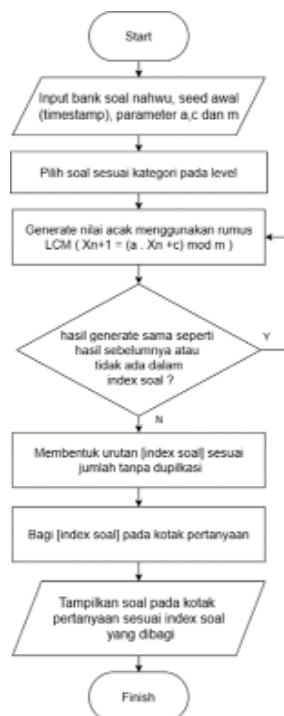 Start
Input bank soal nahwu, seed awal
(timestamp), parameter a,c dan m
Pilih soal sesuai kategori pada level
Generate nilai acak menggunakan rumus
LCM ( Xn+1 = (a . Xn +c) mod m )
hasil generate sama seperti
hasil sebelumnya atau
tidak ada dalam
index soal ?
Y
N
Membentuk urutan [index soal] sesuai
jumlah tanpa duplikasi
Bagi [index soal] pada kotak pertanyaan
Tampilkan soal pada kotak
pertanyaan sesuai index soal
yang dibagi
Finish